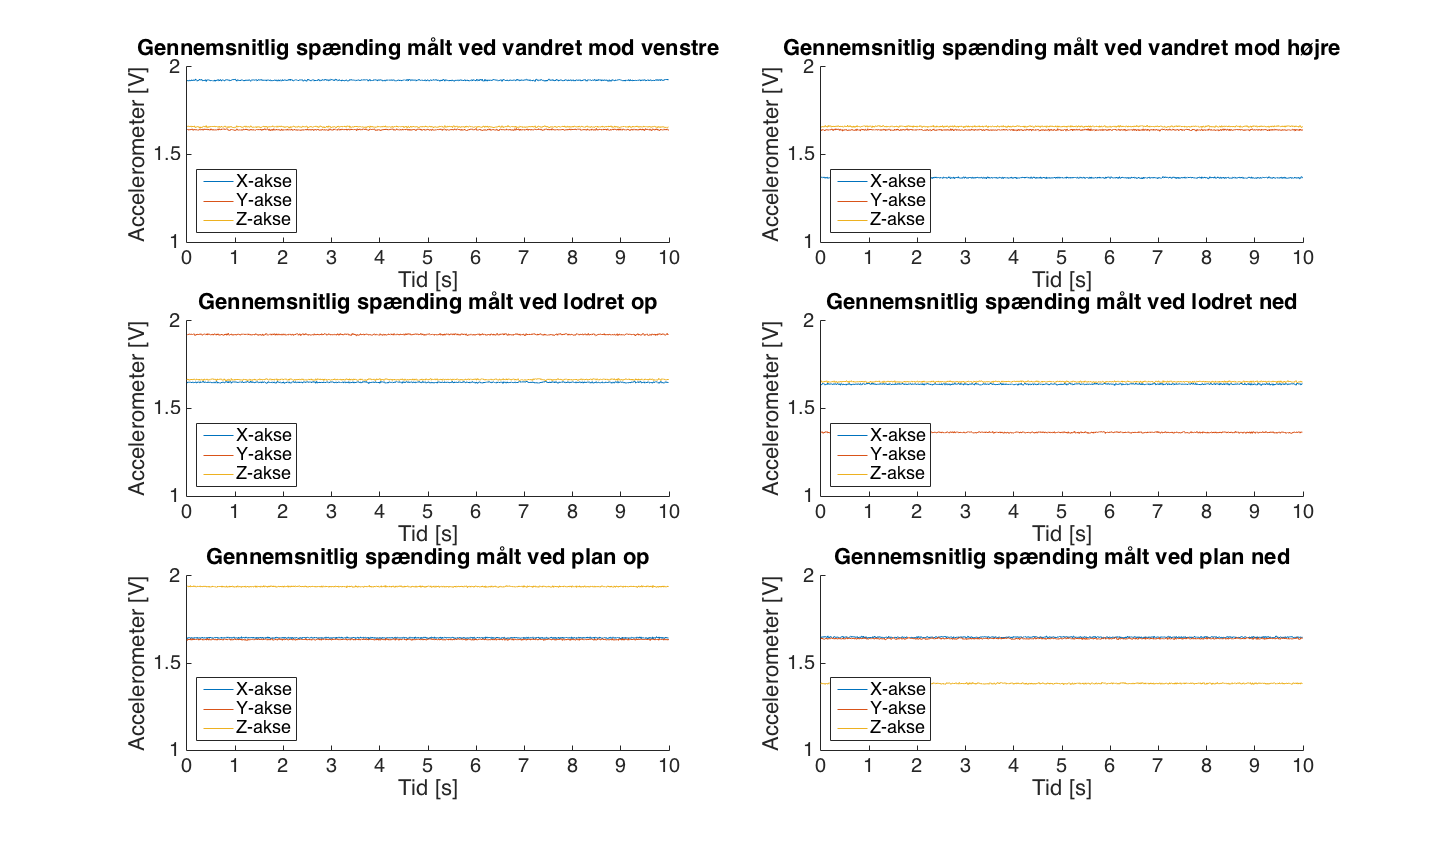 Gennemsnitlig spænding målt ved vandret mod venstre
Accelerometer [V]
2
1.5
1
X-akse
Y-akse
Z-akse
0 1 2 3 4 5 6 7 8 9 10
Tid [s]
Gennemsnitlig spænding målt ved vandret mod højre
Accelerometer [V]
2
1.5
1
X-akse
Y-akse
Z-akse
0 1 2 3 4 5 6 7 8 9 10
Tid [s]
Gennemsnitlig spænding målt ved lodret op
Accelerometer [V]
2
1.5
1
X-akse
Y-akse
Z-akse
0 1 2 3 4 5 6 7 8 9 10
Tid [s]
Gennemsnitlig spænding målt ved lodret ned
Accelerometer [V]
2
1.5
1
X-akse
Y-akse
Z-akse
0 1 2 3 4 5 6 7 8 9 10
Tid [s]
Gennemsnitlig spænding målt ved plan op
Accelerometer [V]
2
1.5
1
X-akse
Y-akse
Z-akse
0 1 2 3 4 5 6 7 8 9 10
Tid [s]
Gennemsnitlig spænding målt ved plan ned
Accelerometer [V]
2
1.5
1
X-akse
Y-akse
Z-akse
0 1 2 3 4 5 6 7 8 9 10
Tid [s]